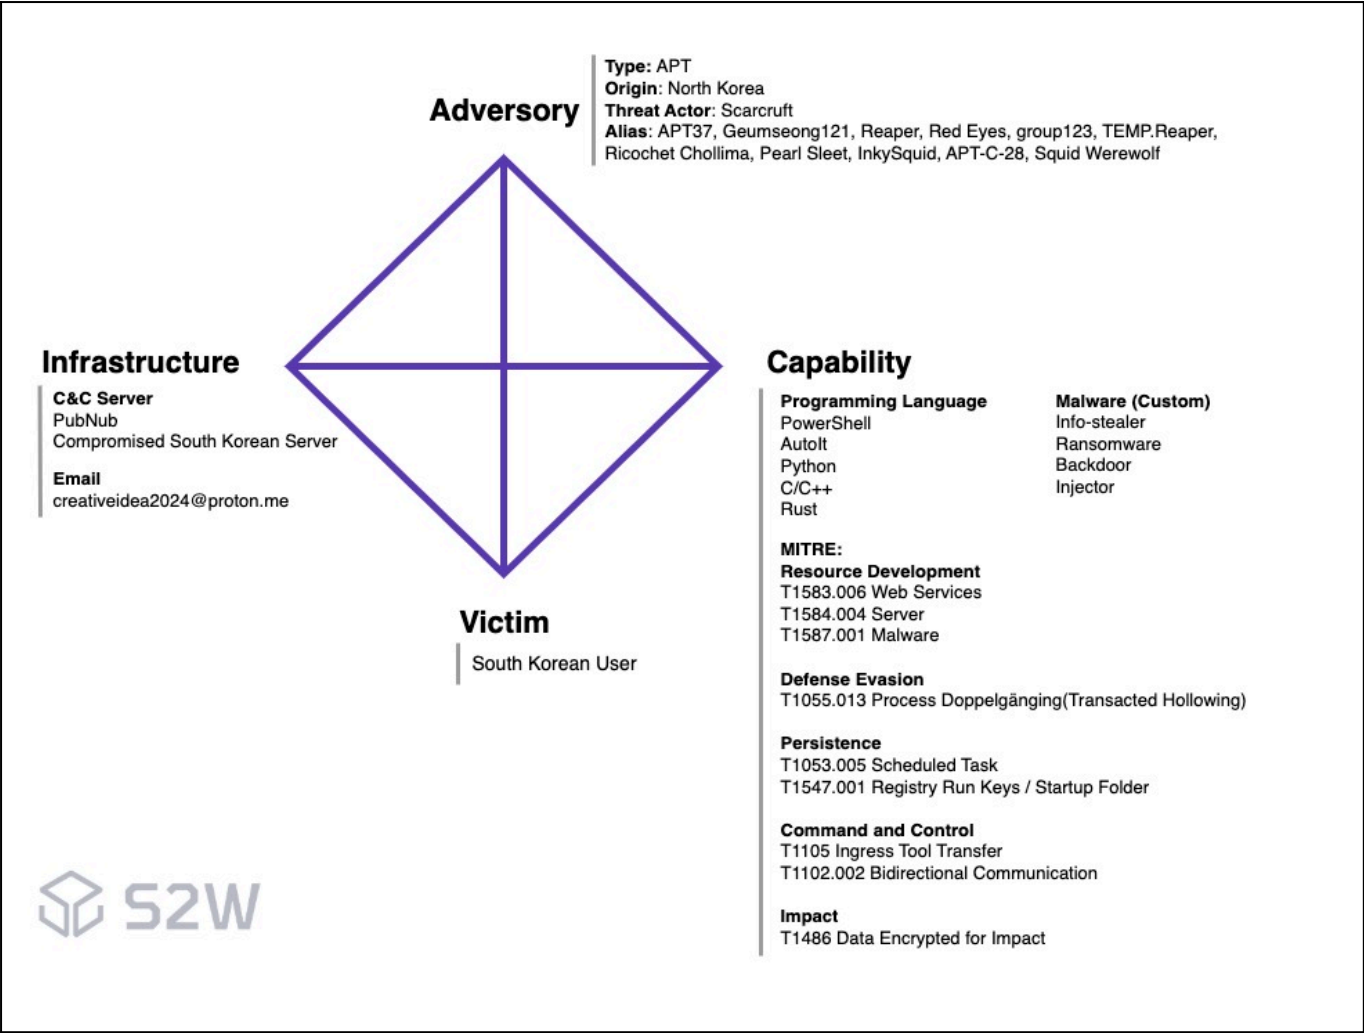 Adversory
Type: APT
Origin: North Korea
Threat Actor: Scarcruft
Alias: APT37, Geumseong121, Reaper, Red Eyes, group123, TEMP.Reaper,
Ricochet Chollima, Pearl Sleet, InkySquid, APT-C-28, Squid Werewolf
Infrastructure
C&C Server
PubNub
Compromised South Korean Server
Email
creativeidea2024@proton.me
Capability
Programming Language
PowerShell
AutoIt
Python
C/C++
Rust
Malware (Custom)
Info-stealer
Ransomware
Backdoor
Injector
MITRE:
Resource Development
T1583.006 Web Services
T1584.004 Server
T1587.001 Malware
Defense Evasion
T1055.013 Process Doppelgänging(Transacted Hollowing)
Persistence
T1053.005 Scheduled Task
T1547.001 Registry Run Keys / Startup Folder
Command and Control
T1105 Ingress Tool Transfer
T1102.002 Bidirectional Communication
Impact
T1486 Data Encrypted for Impact
Victim
South Korean User
S2W